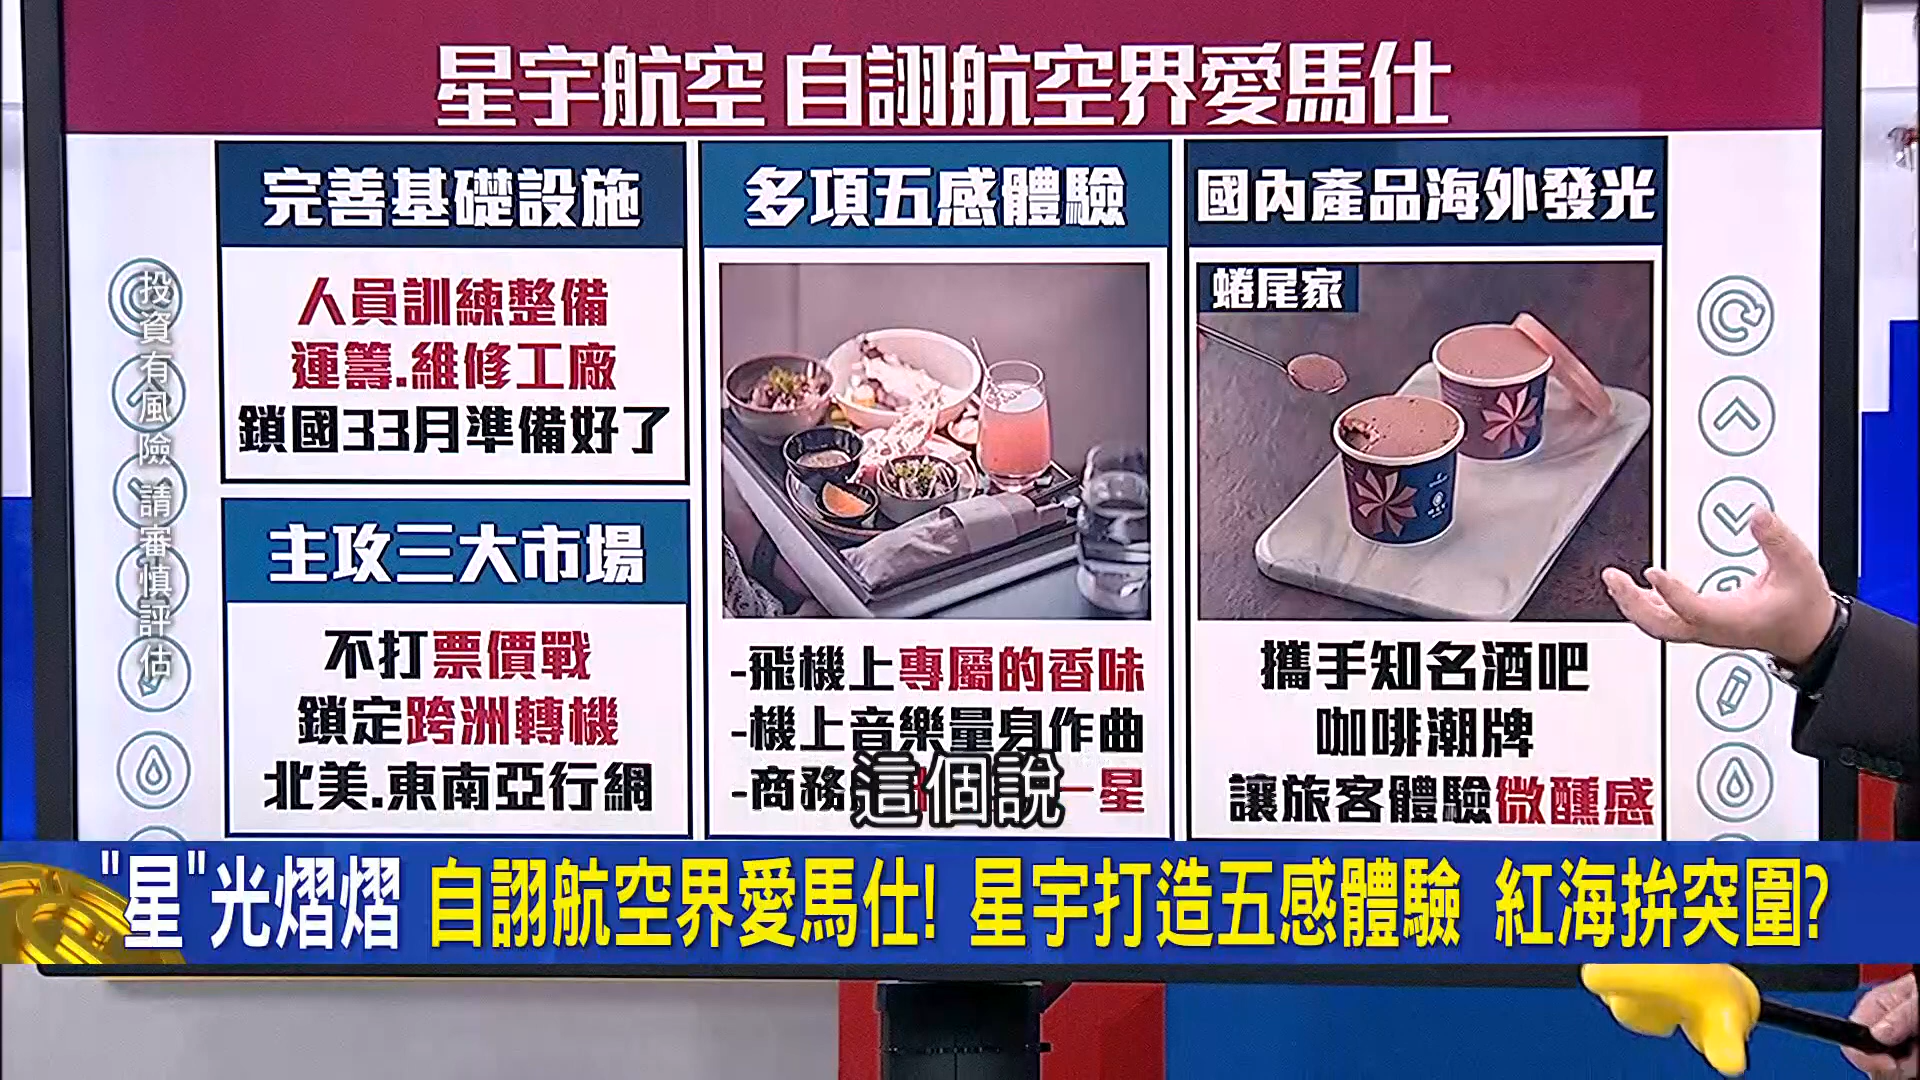 星宇航空 自詡航空界愛馬仕
完善基礎設施
人員訓練整備
運籌.維修工廠
鎖國33月準備好了
主攻三大市場
不打票價戰
鎖定跨洲轉機
北美.東南亞行網
多項五感體驗
-飛機上專屬的香味
-機上音樂量身作曲
-商務
一星
國內產品海外發光
蜷尾家
攜手知名酒吧
咖啡潮牌
讓旅客體驗微醺感
投資有風險 請審慎評估
這個說
"星"光熠熠 自詡航空界愛馬仕! 星宇打造五感體驗 紅海拚突圍?